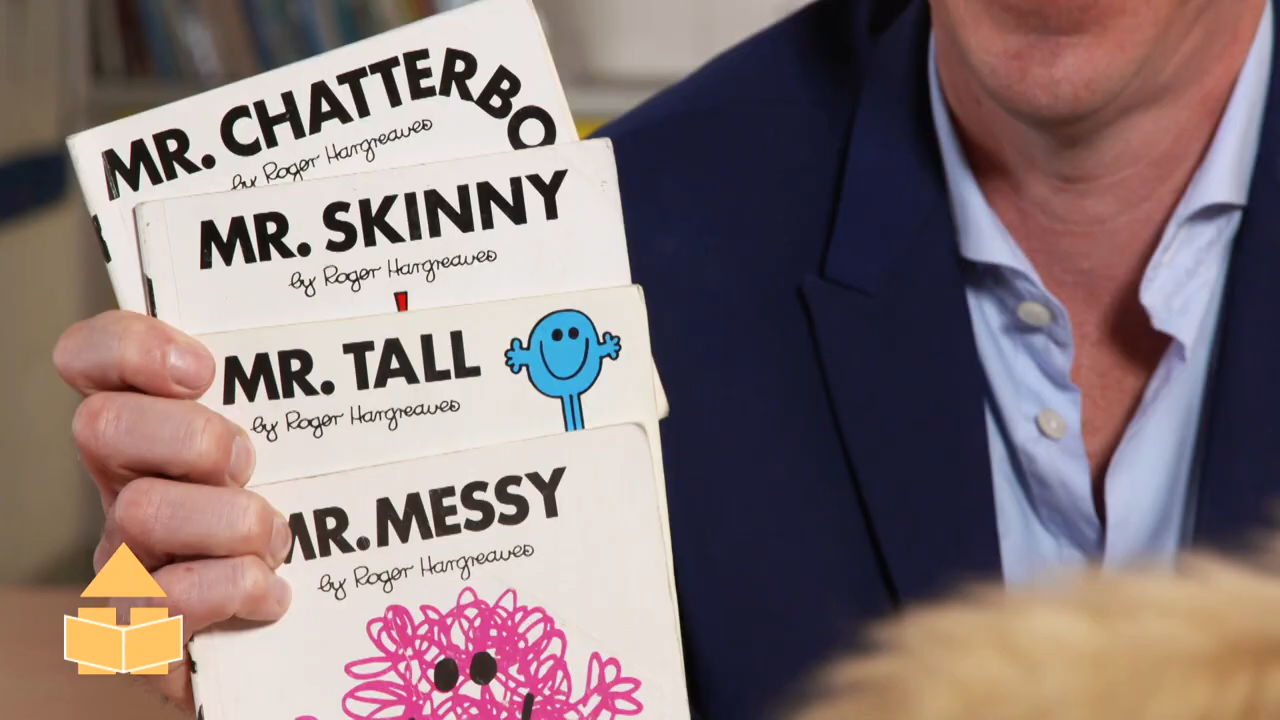 MR. CHATTERBO
by Roger Hargreaves
MR. SKINNY
by Roger Hargreaves
MR. TALL
by Roger Hargreaves
MR. MESSY
by Roger Hargreaves